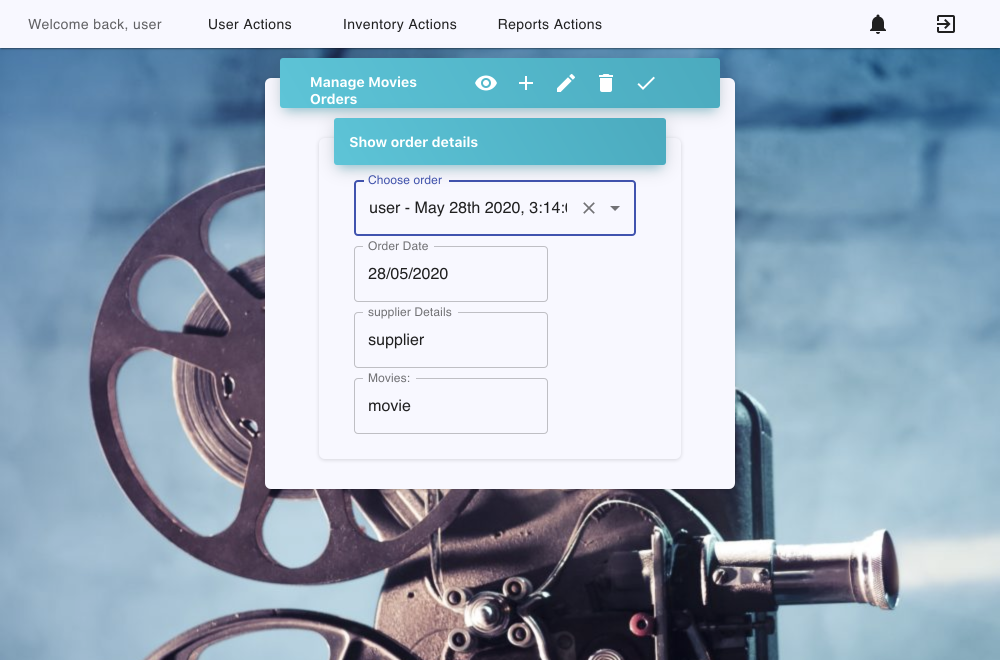 Welcome back, user
User Actions
Inventory Actions
Reports Actions
Manage Movies
Orders
Show order details
Choose order
user - May 28th 2020, 3:14:
Order Date
28/05/2020
supplier Details
supplier
Movies:
movie